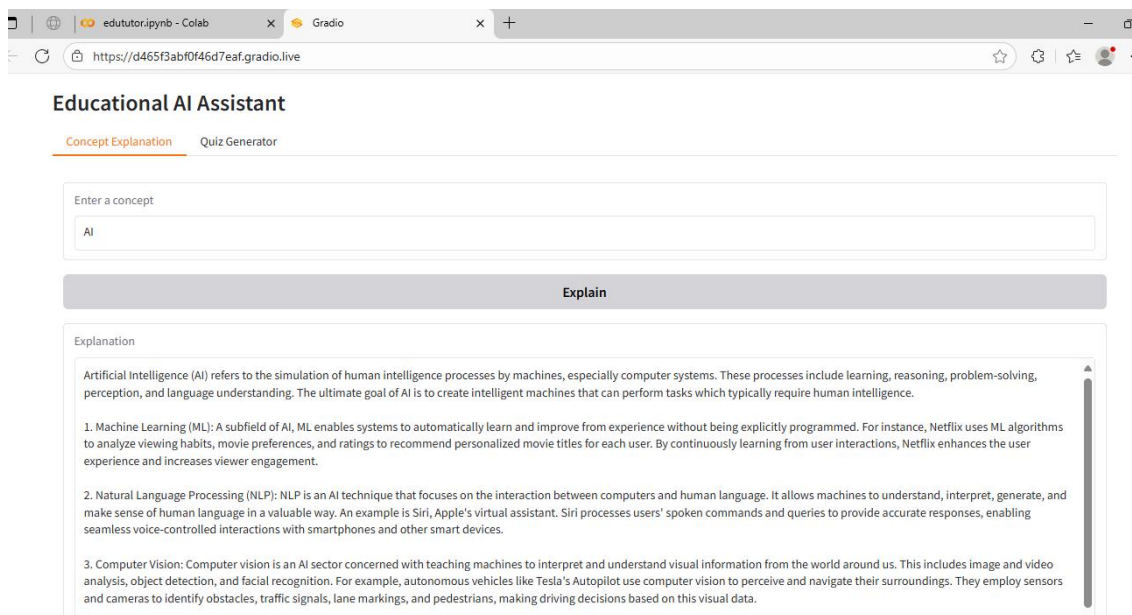 edututor.ipynb - Colab
Gradio
https://d465f3abf0f46d7eaf.gradio.live
Educational AI Assistant
Concept Explanation Quiz Generator
Enter a concept
AI
Explain
Explanation
Artificial Intelligence (AI) refers to the simulation of human intelligence processes by machines, especially computer systems. These processes include learning, reasoning, problem-solving,
perception, and language understanding. The ultimate goal of AI is to create intelligent machines that can perform tasks which typically require human intelligence.
1. Machine Learning (ML): A subfield of AI, ML enables systems to automatically learn and improve from experience without being explicitly programmed. For instance, Netflix uses ML algorithms
to analyze viewing habits, movie preferences, and ratings to recommend personalized movie titles for each user. By continuously learning from user interactions, Netflix enhances the user
experience and increases viewer engagement.
2. Natural Language Processing (NLP): NLP is an AI technique that focuses on the interaction between computers and human language. It allows machines to understand, interpret, generate, and
make sense of human language in a valuable way. An example is Siri, Apple's virtual assistant. Siri processes users' spoken commands and queries to provide accurate responses, enabling
seamless voice-controlled interactions with smartphones and other smart devices.
3. Computer Vision: Computer vision is an AI sector concerned with teaching machines to interpret and understand visual information from the world around us. This includes image and video
analysis, object detection, and facial recognition. For example, autonomous vehicles like Tesla's Autopilot use computer vision to perceive and navigate their surroundings. They employ sensors
and cameras to identify obstacles, traffic signals, lane markings, and pedestrians, making driving decisions based on this visual data.